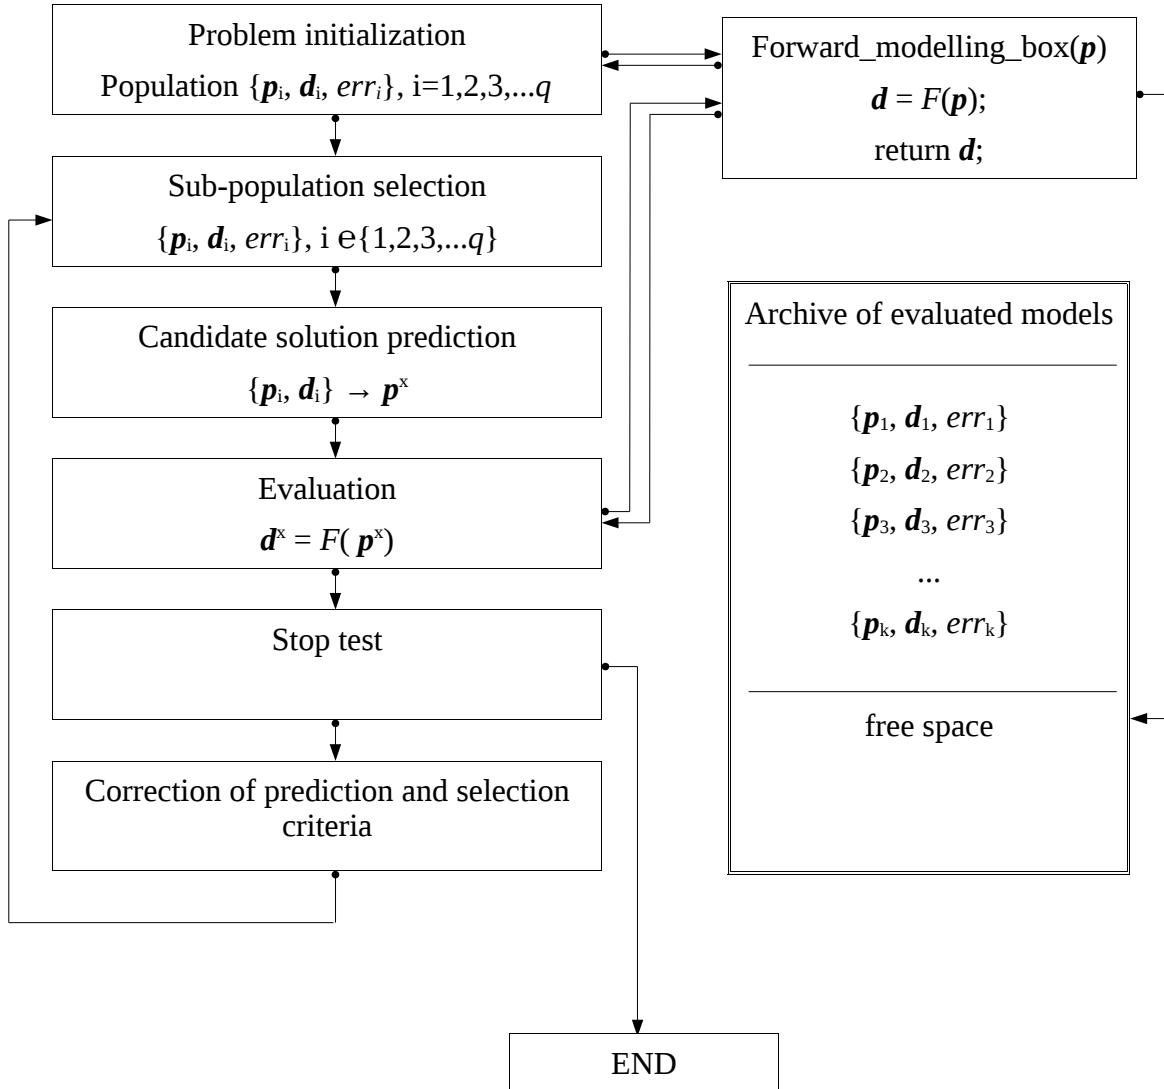 Problem initialization
Population {pᵢ, dᵢ, errᵢ}, i=1,2,3,...q
Sub-population selection
{pᵢ, dᵢ, errᵢ}, i ℮{1,2,3,...q}
Candidate solution prediction
{pᵢ, dᵢ} → pˣ
Evaluation
dˣ = F( pˣ)
Stop test
Correction of prediction and selection
criteria
Forward_modelling_box(p)
d = F(p);
return d;
Archive of evaluated models
{p₁, d₁, err₁}
{p₂, d₂, err₂}
{p₃, d₃, err₃}
...
{pₖ, dₖ, errₖ}
free space
END